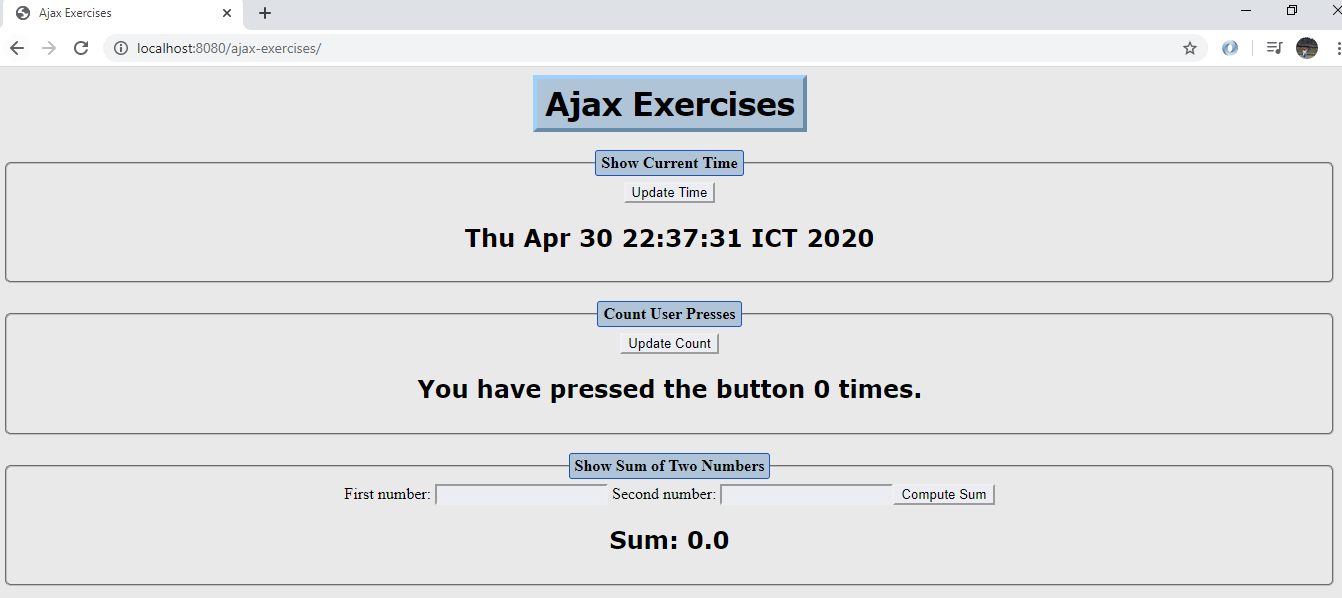 Ajax Exercises
localhost:8080/ajax-exercises/
Ajax Exercises
Show Current Time
Update Time
Thu Apr 30 22:37:31 ICT 2020
Count User Presses
Update Count
You have pressed the button 0 times.
Show Sum of Two Numbers
First number: Second number: Compute Sum
Sum: 0.0